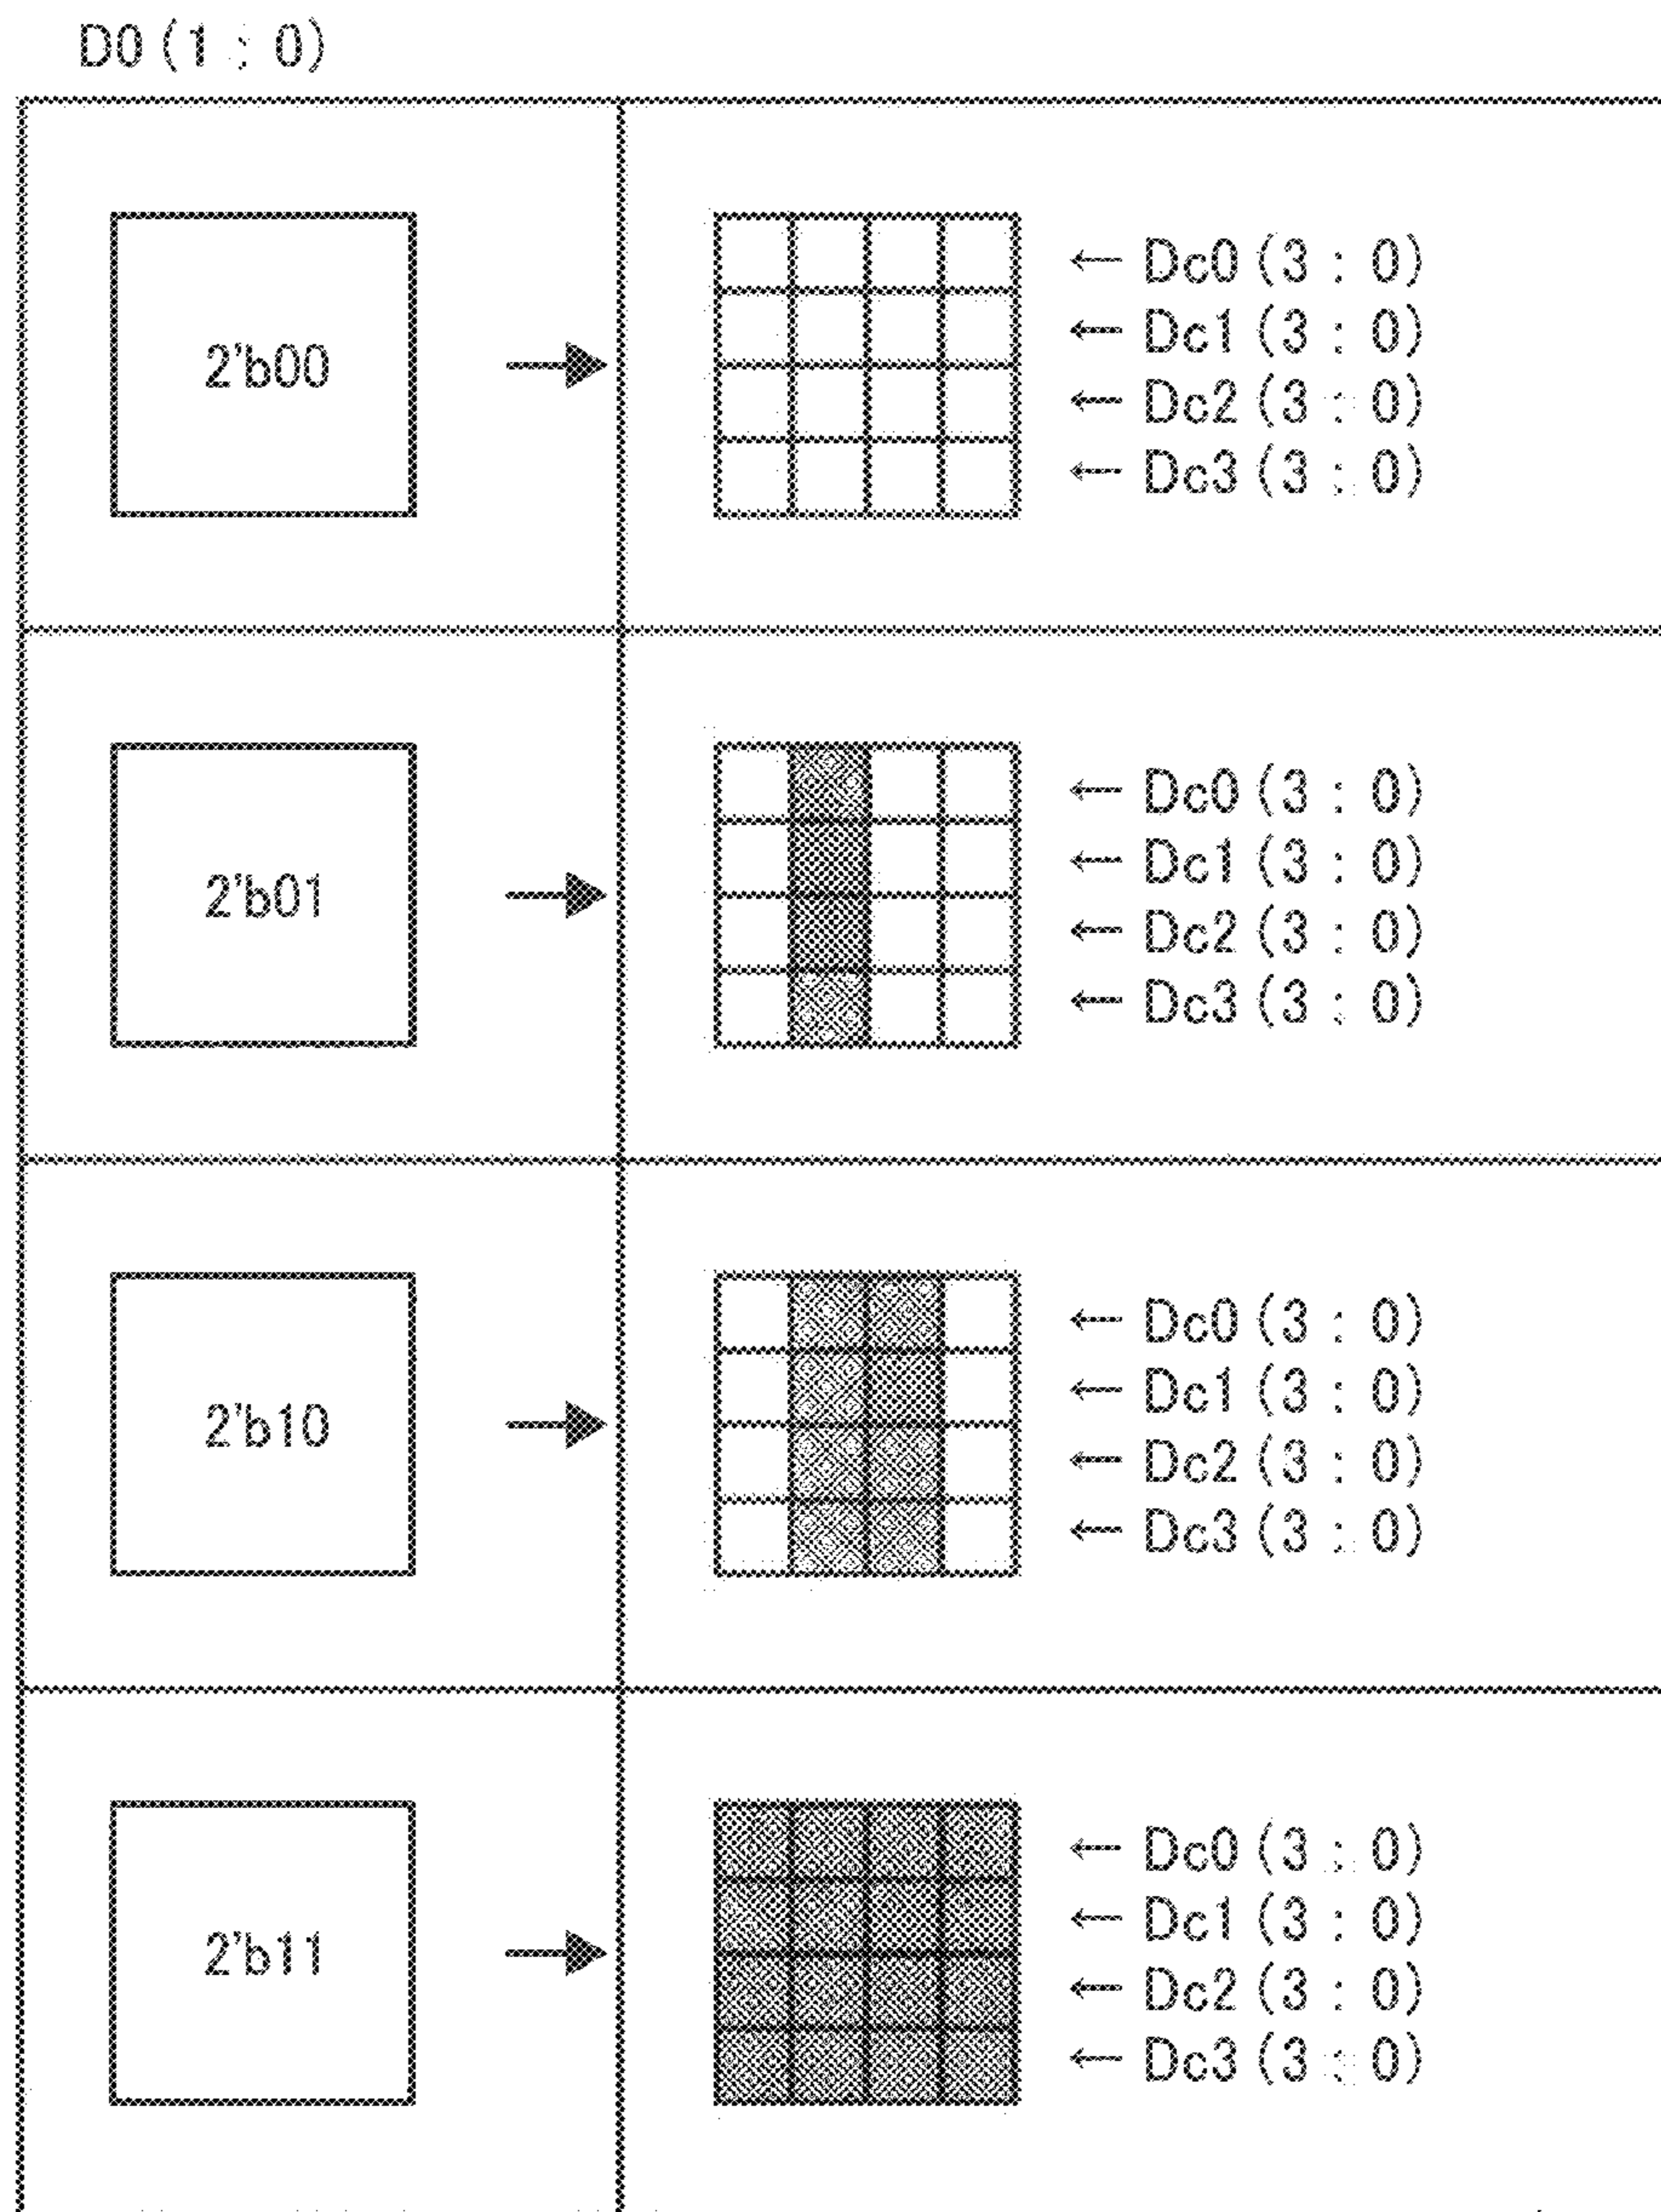 D0 (1 : 0)
2'b00
← Dc0 (3 : 0)
← Dc1 (3 : 0)
← Dc2 (3 : 0)
← Dc3 (3 : 0)
2'b01
← Dc0 (3 : 0)
← Dc1 (3 : 0)
← Dc2 (3 : 0)
← Dc3 (3 : 0)
2'b10
← Dc0 (3 : 0)
← Dc1 (3 : 0)
← Dc2 (3 : 0)
← Dc3 (3 : 0)
2'b11
← Dc0 (3 : 0)
← Dc1 (3 : 0)
← Dc2 (3 : 0)
← Dc3 (3 : 0)